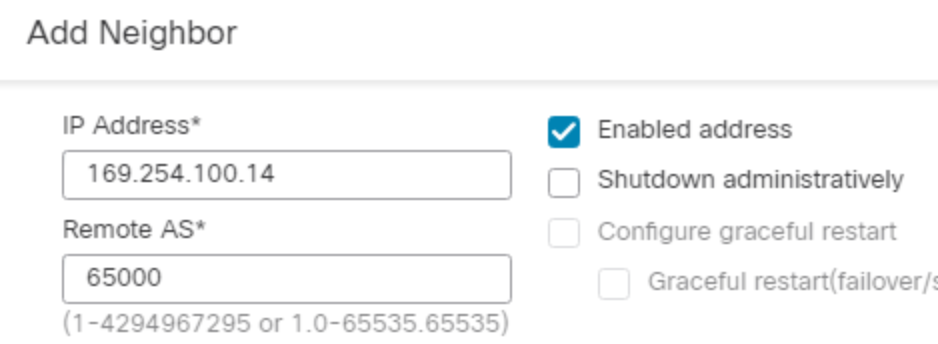 Add Neighbor
IP Address*
169.254.100.14
Remote AS*
65000
(1-4294967295 or 1.0-65535.65535)
Enabled address
Shutdown administratively
Configure graceful restart
Graceful restart(failover/s